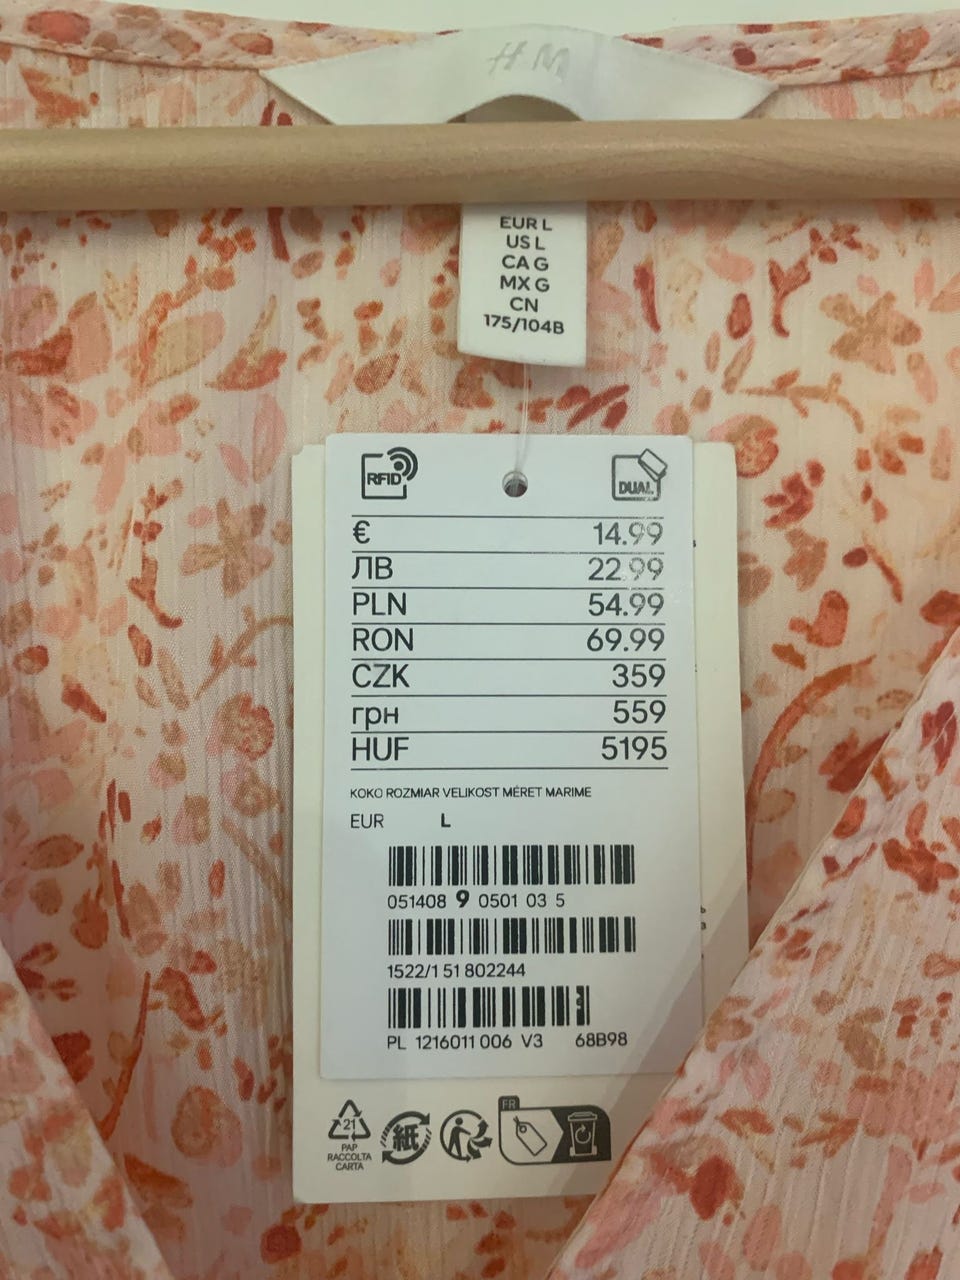 H&M
EUR L
US L
CA G
MX G
CN
175/104B
RFID
DUAL
€ 14.99
ЛВ 22.99
PLN 54.99
RON 69.99
CZK 359
грн 559
HUF 5195
KOKO ROZMIAR VELIKOST MÉRET MARIME
EUR L
051408 9 0501 03 5
1522/1 51 802244
PL 1216011 006 V3 68B98
21
PAP
RACCOLTA
CARTA
紙
FR